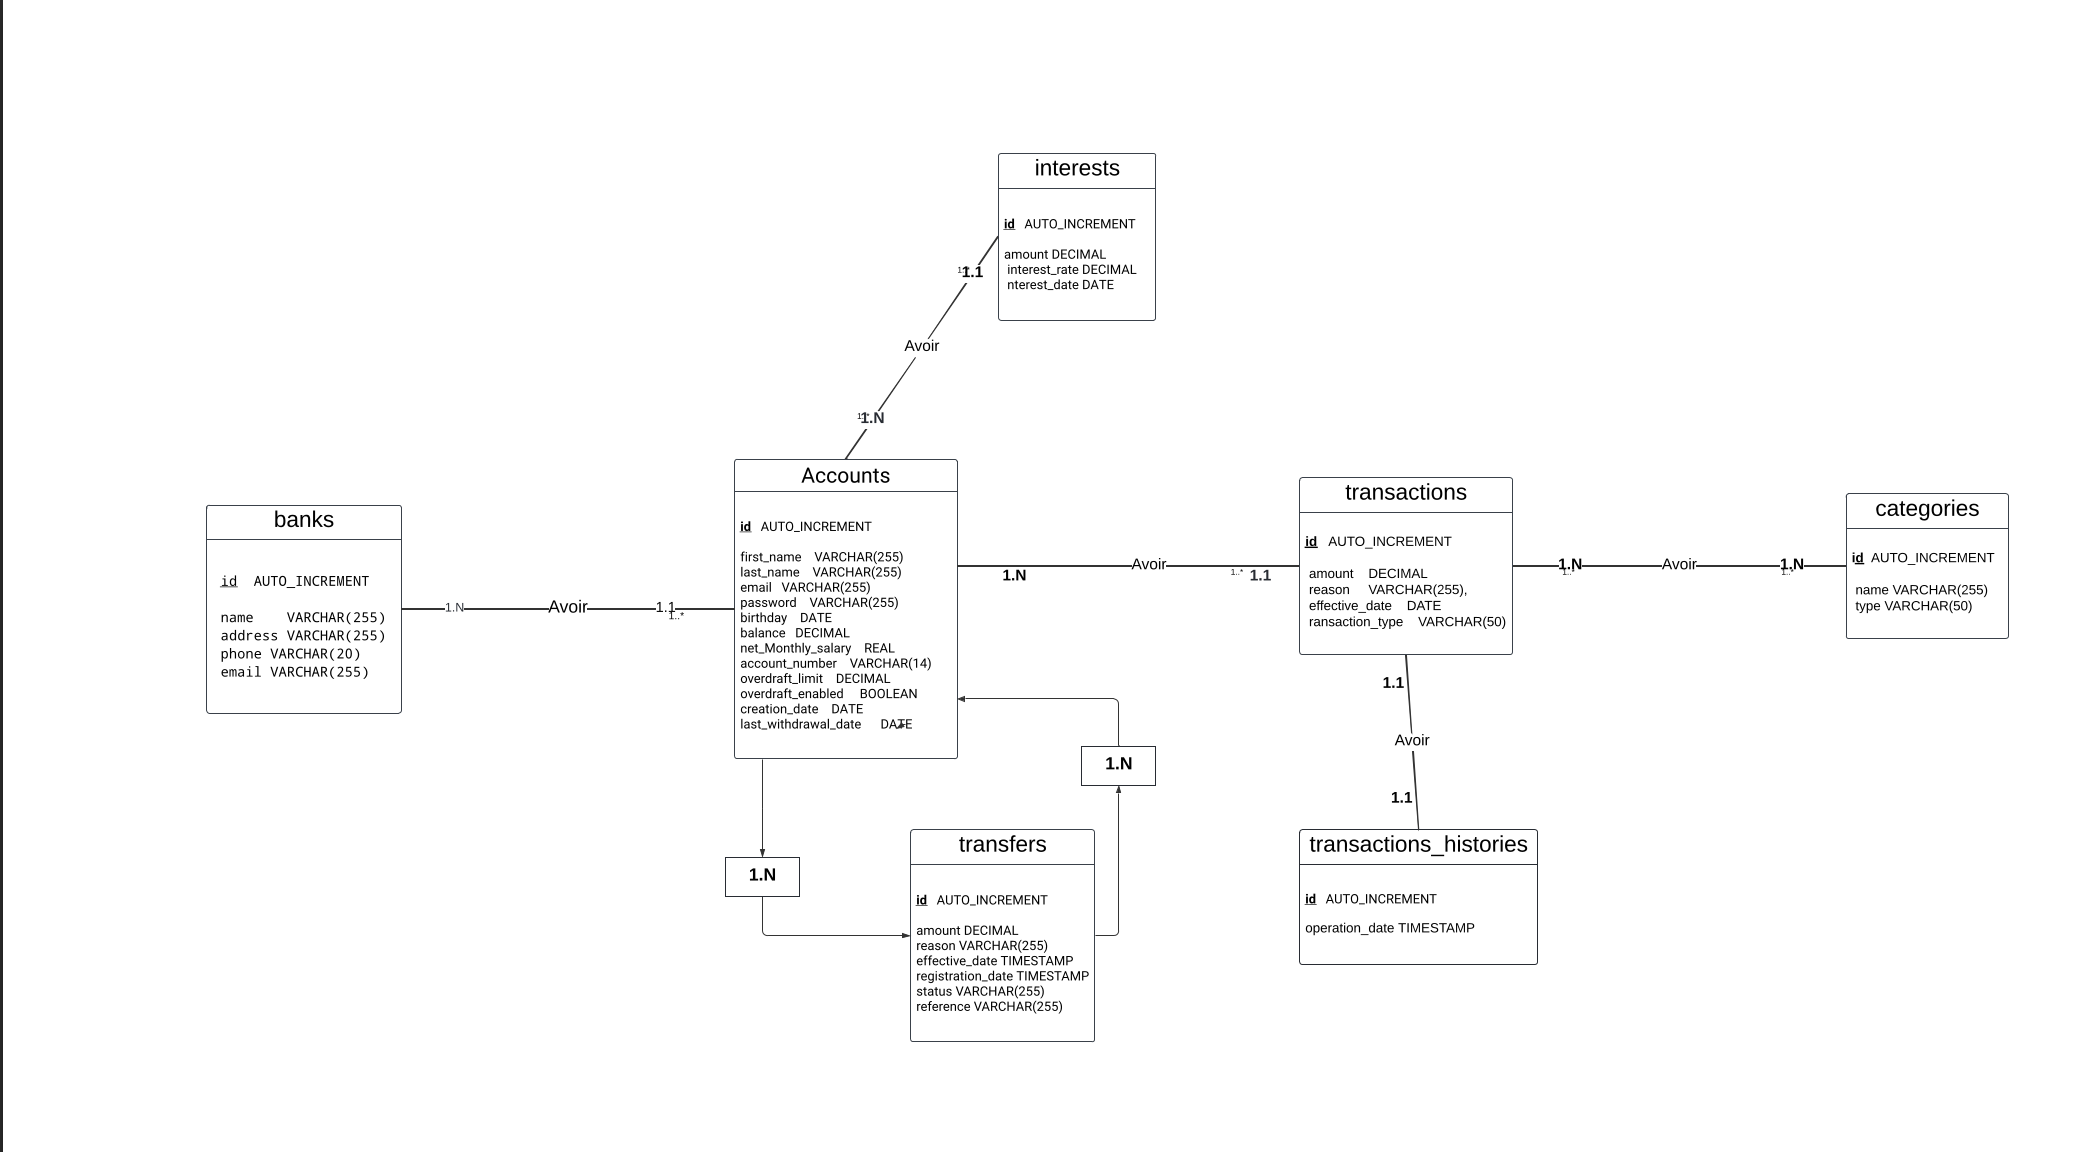 interests
id AUTO_INCREMENT
amount DECIMAL
interest_rate DECIMAL
nterest_date DATE
1.1
Avoir
1.N
Accounts
id AUTO_INCREMENT
first_name VARCHAR(255)
last_name VARCHAR(255)
email VARCHAR(255)
password VARCHAR(255)
birthday DATE
balance DECIMAL
net_Monthly_salary REAL
account_number VARCHAR(14)
overdraft_limit DECIMAL
overdraft_enabled BOOLEAN
creation_date DATE
last_withdrawal_date DATE
banks
id AUTO_INCREMENT
name VARCHAR(255)
address VARCHAR(255)
phone VARCHAR(20)
email VARCHAR(255)
1.N
Avoir
1.1
1..*
1.N
Avoir
1..* 1.1
transactions
id AUTO_INCREMENT
amount DECIMAL
reason VARCHAR(255),
effective_date DATE
ransaction_type VARCHAR(50)
1.N
Avoir
1.N
categories
id AUTO_INCREMENT
name VARCHAR(255)
type VARCHAR(50)
1.1
Avoir
1.1
transactions_histories
id AUTO_INCREMENT
operation_date TIMESTAMP
1.N
1.N
transfers
id AUTO_INCREMENT
amount DECIMAL
reason VARCHAR(255)
effective_date TIMESTAMP
registration_date TIMESTAMP
status VARCHAR(255)
reference VARCHAR(255)